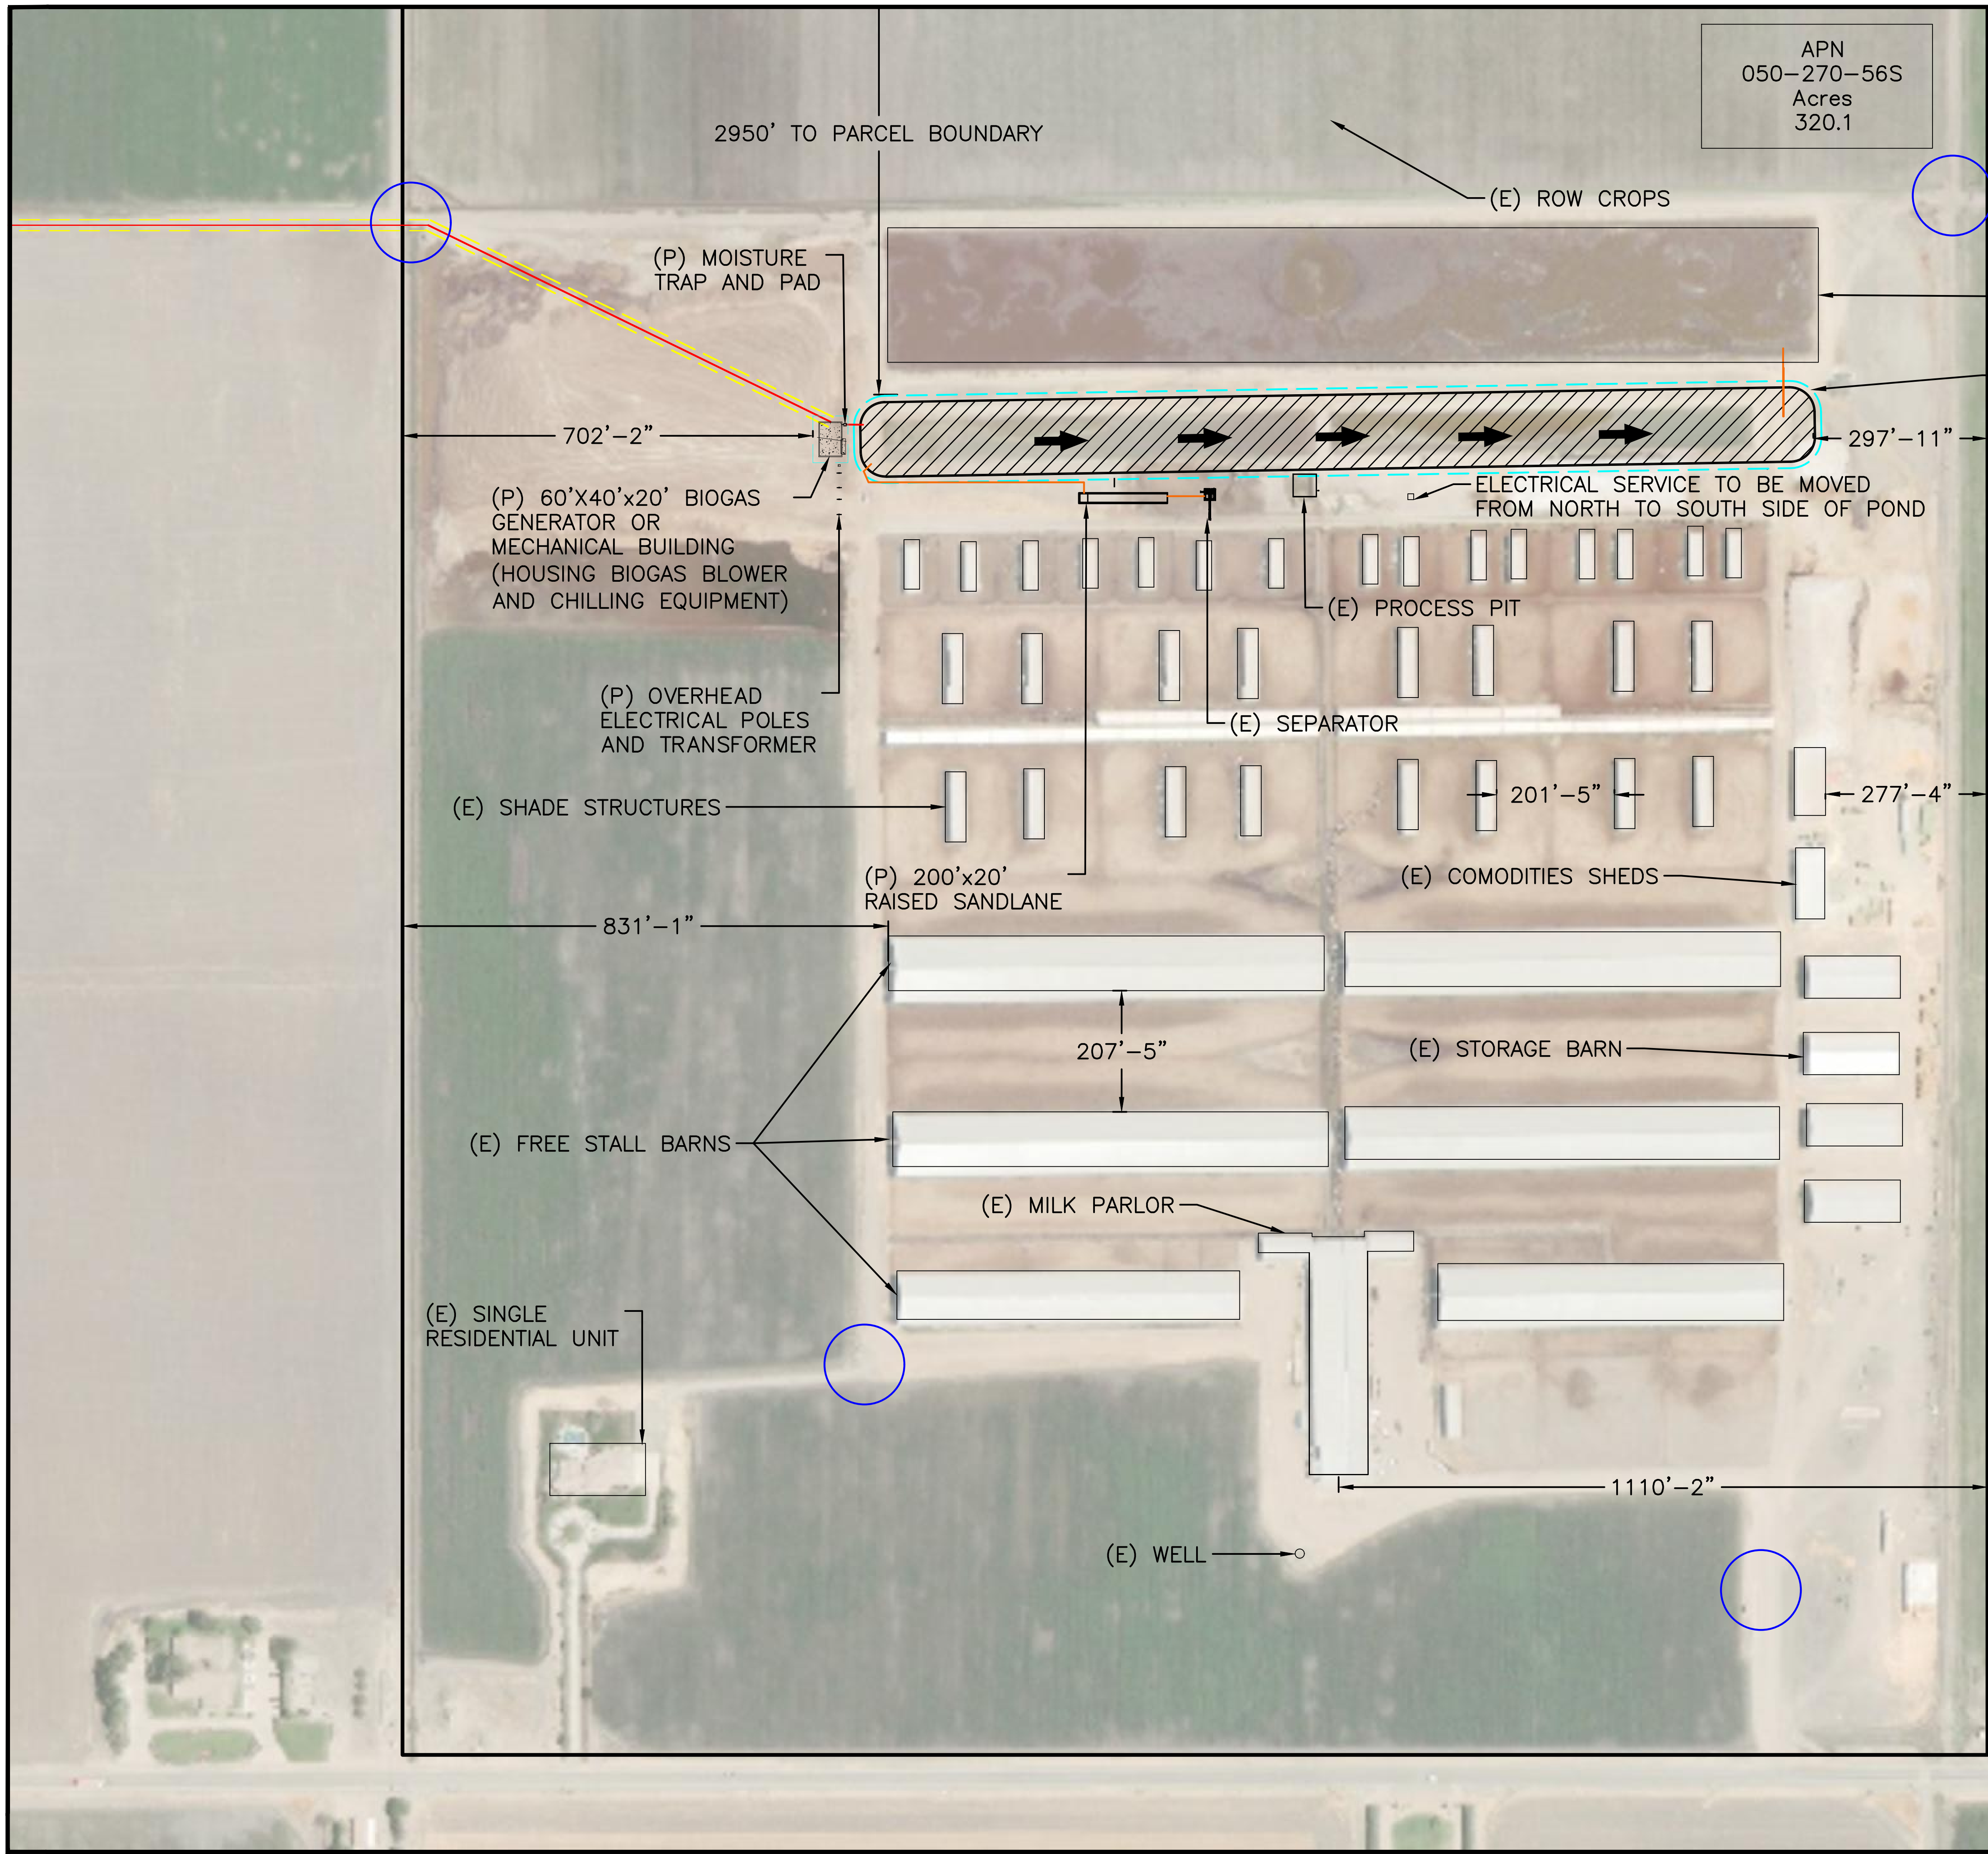 APN
050-270-56S
Acres
320.1
2950' TO PARCEL BOUNDARY
(E) ROW CROPS
(P) MOISTURE
TRAP AND PAD
702'-2"
297'-11"
(P) 60'X40'x20' BIOGAS
GENERATOR OR
MECHANICAL BUILDING
(HOUSING BIOGAS BLOWER
AND CHILLING EQUIPMENT)
ELECTRICAL SERVICE TO BE MOVED
FROM NORTH TO SOUTH SIDE OF POND
(E) PROCESS PIT
(P) OVERHEAD
ELECTRICAL POLES
AND TRANSFORMER
(E) SEPARATOR
(E) SHADE STRUCTURES
201'-5"
277'-4"
(P) 200'x20'
RAISED SANDLANE
(E) COMODITIES SHEDS
831'-1"
207'-5"
(E) STORAGE BARN
(E) FREE STALL BARNS
(E) MILK PARLOR
(E) SINGLE
RESIDENTIAL UNIT
1110'-2"
(E) WELL